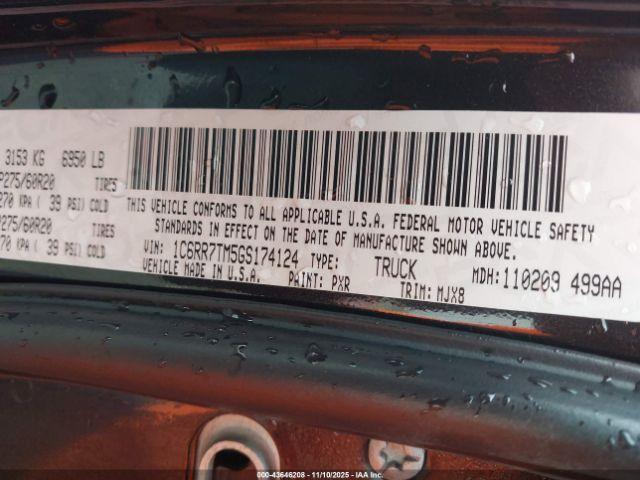 3153 KG 6950 LB
P275/60R20 TIRES
270 KPA ( 39 PSI) COLD
P275/60R20 TIRES
270 KPA ( 39 PSI) COLD
THIS VEHICLE CONFORMS TO ALL APPLICABLE U.S.A. FEDERAL MOTOR VEHICLE SAFETY
STANDARDS IN EFFECT ON THE DATE OF MANUFACTURE SHOWN ABOVE.
VIN: 1C6RR7TM5GS174124 TYPE: TRUCK MDH: 110209 499AA
VEHICLE MADE IN U.S.A. PAINT: PXR TRIM: MJX8
000-43646208 - 11/10/2025 - IAA Inc.